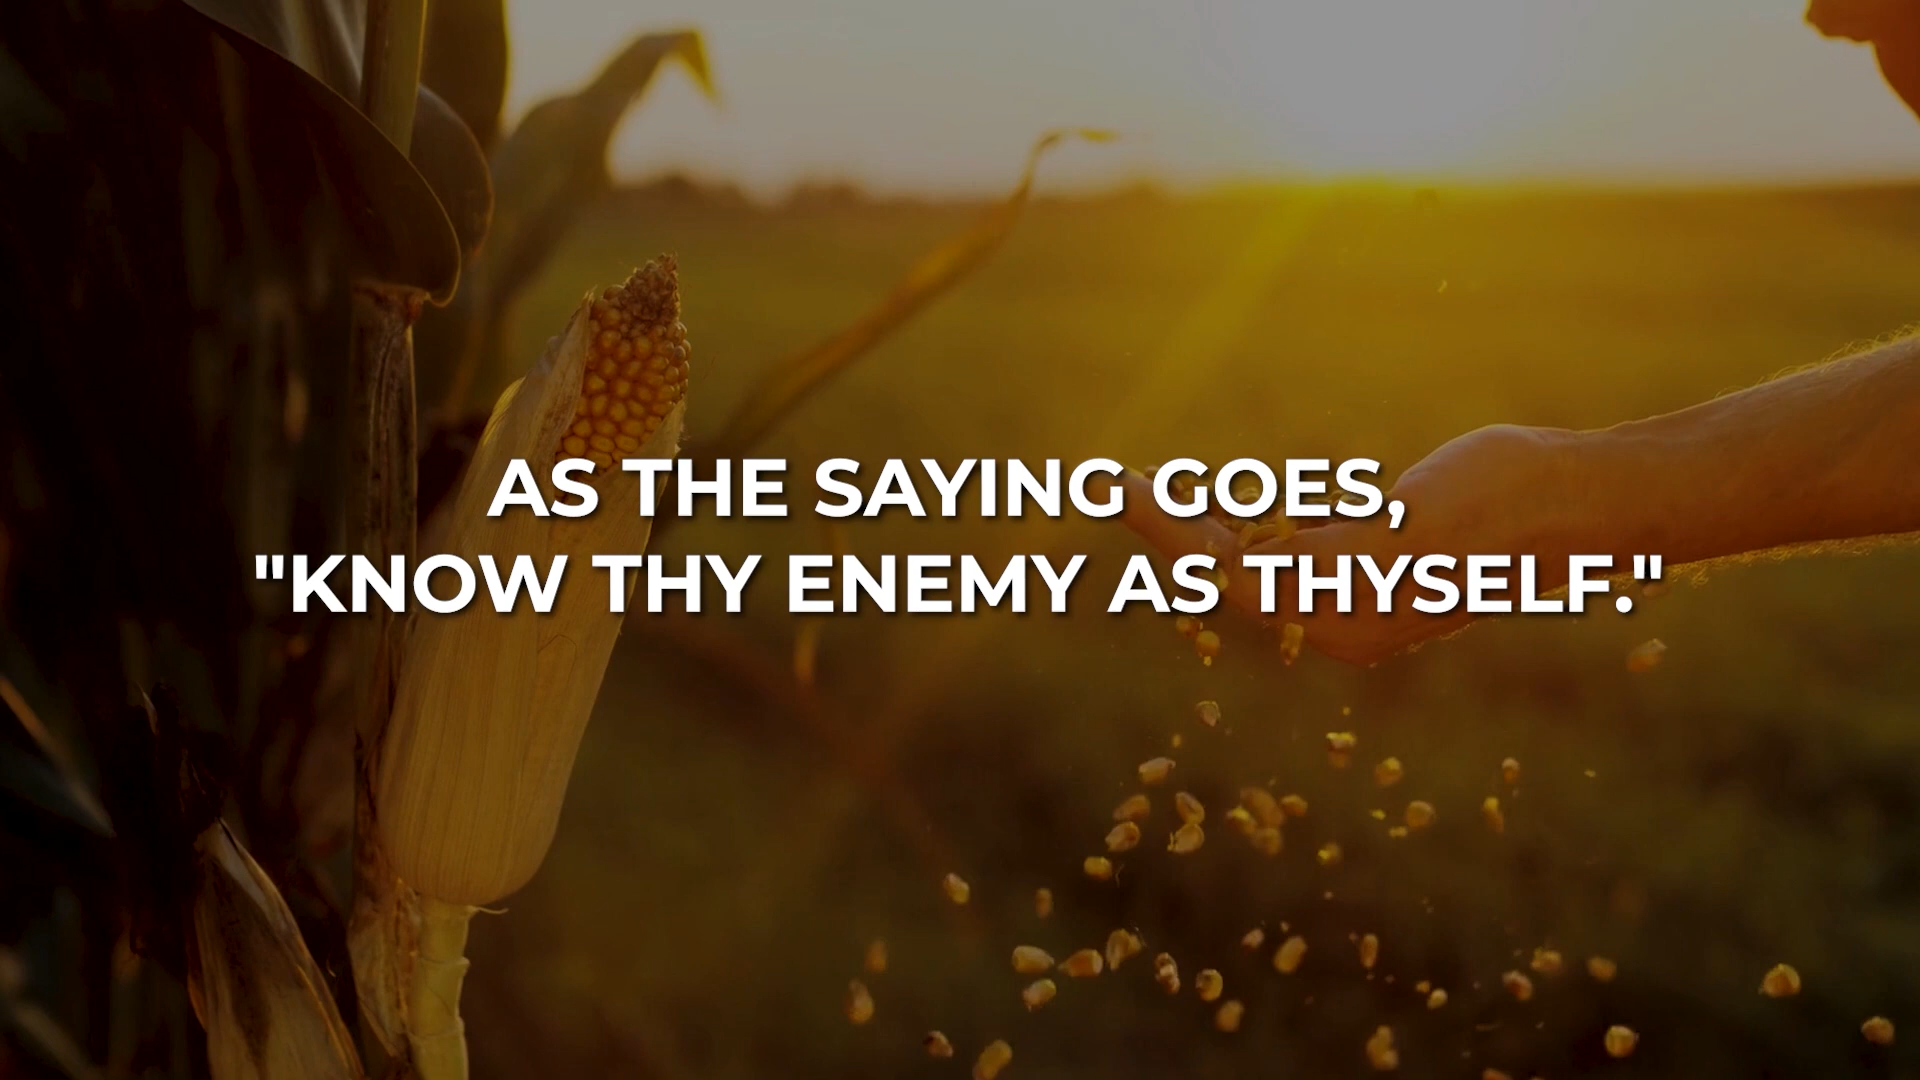 AS THE SAYING GOES,
"KNOW THY ENEMY AS THYSELF."